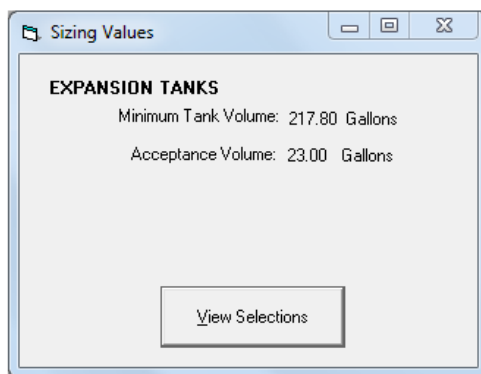 Sizing Values
EXPANSION TANKS
Minimum Tank Volume: 217.80 Gallons
Acceptance Volume: 23.00 Gallons
View Selections